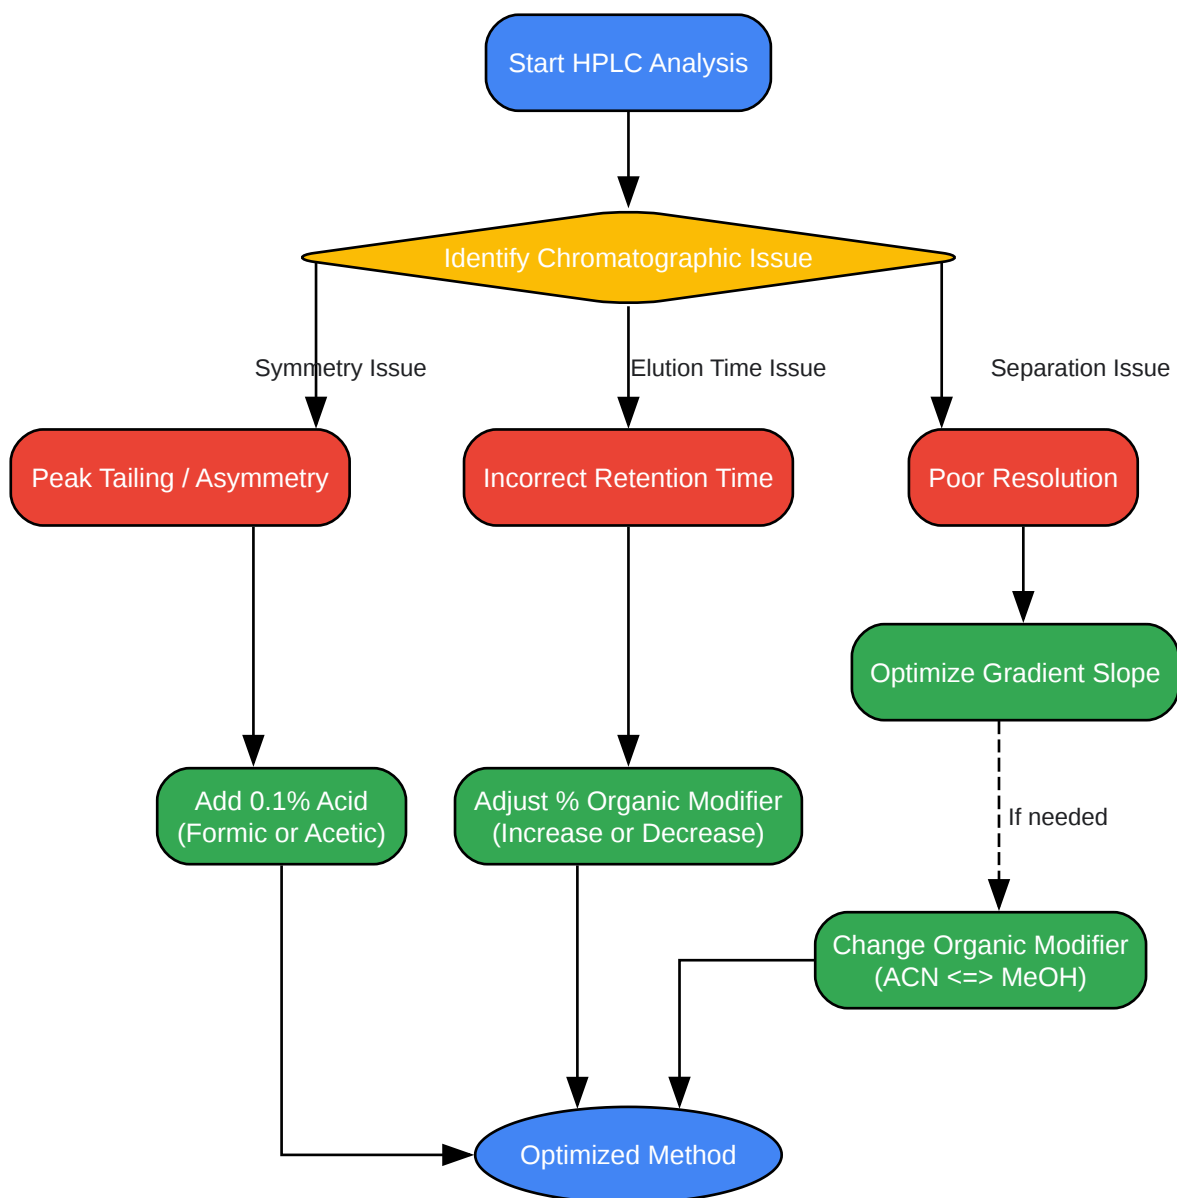 Start HPLC Analysis
Identify Chromatographic Issue
Symmetry Issue
Elution Time Issue
Separation Issue
Peak Tailing / Asymmetry
Incorrect Retention Time
Poor Resolution
Optimize Gradient Slope
Add 0.1% Acid
(Formic or Acetic)
Adjust % Organic Modifier
(Increase or Decrease)
If needed
Change Organic Modifier
(ACN <=> MeOH)
Optimized Method